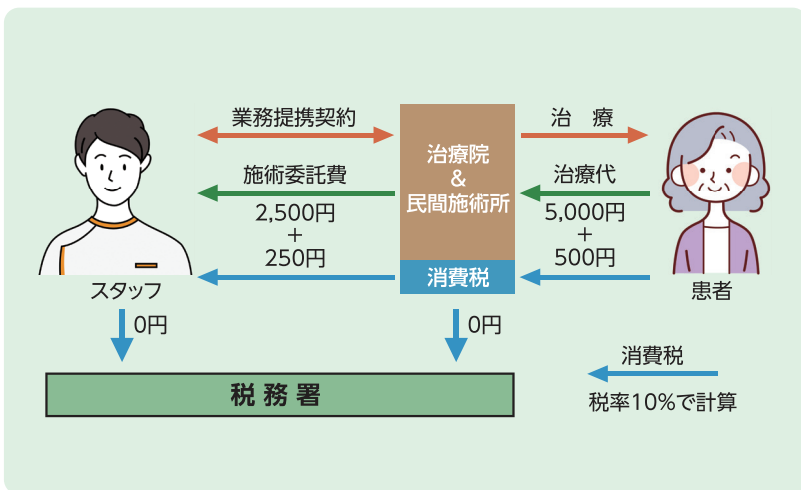 業務提携契約
治　療
治療院
&
民間施術所
施術委託費
2,500円
+
250円
治療代
5,000円
+
500円
消費税
スタッフ
患者
0円
0円
税務署
消費税
税率10%で計算